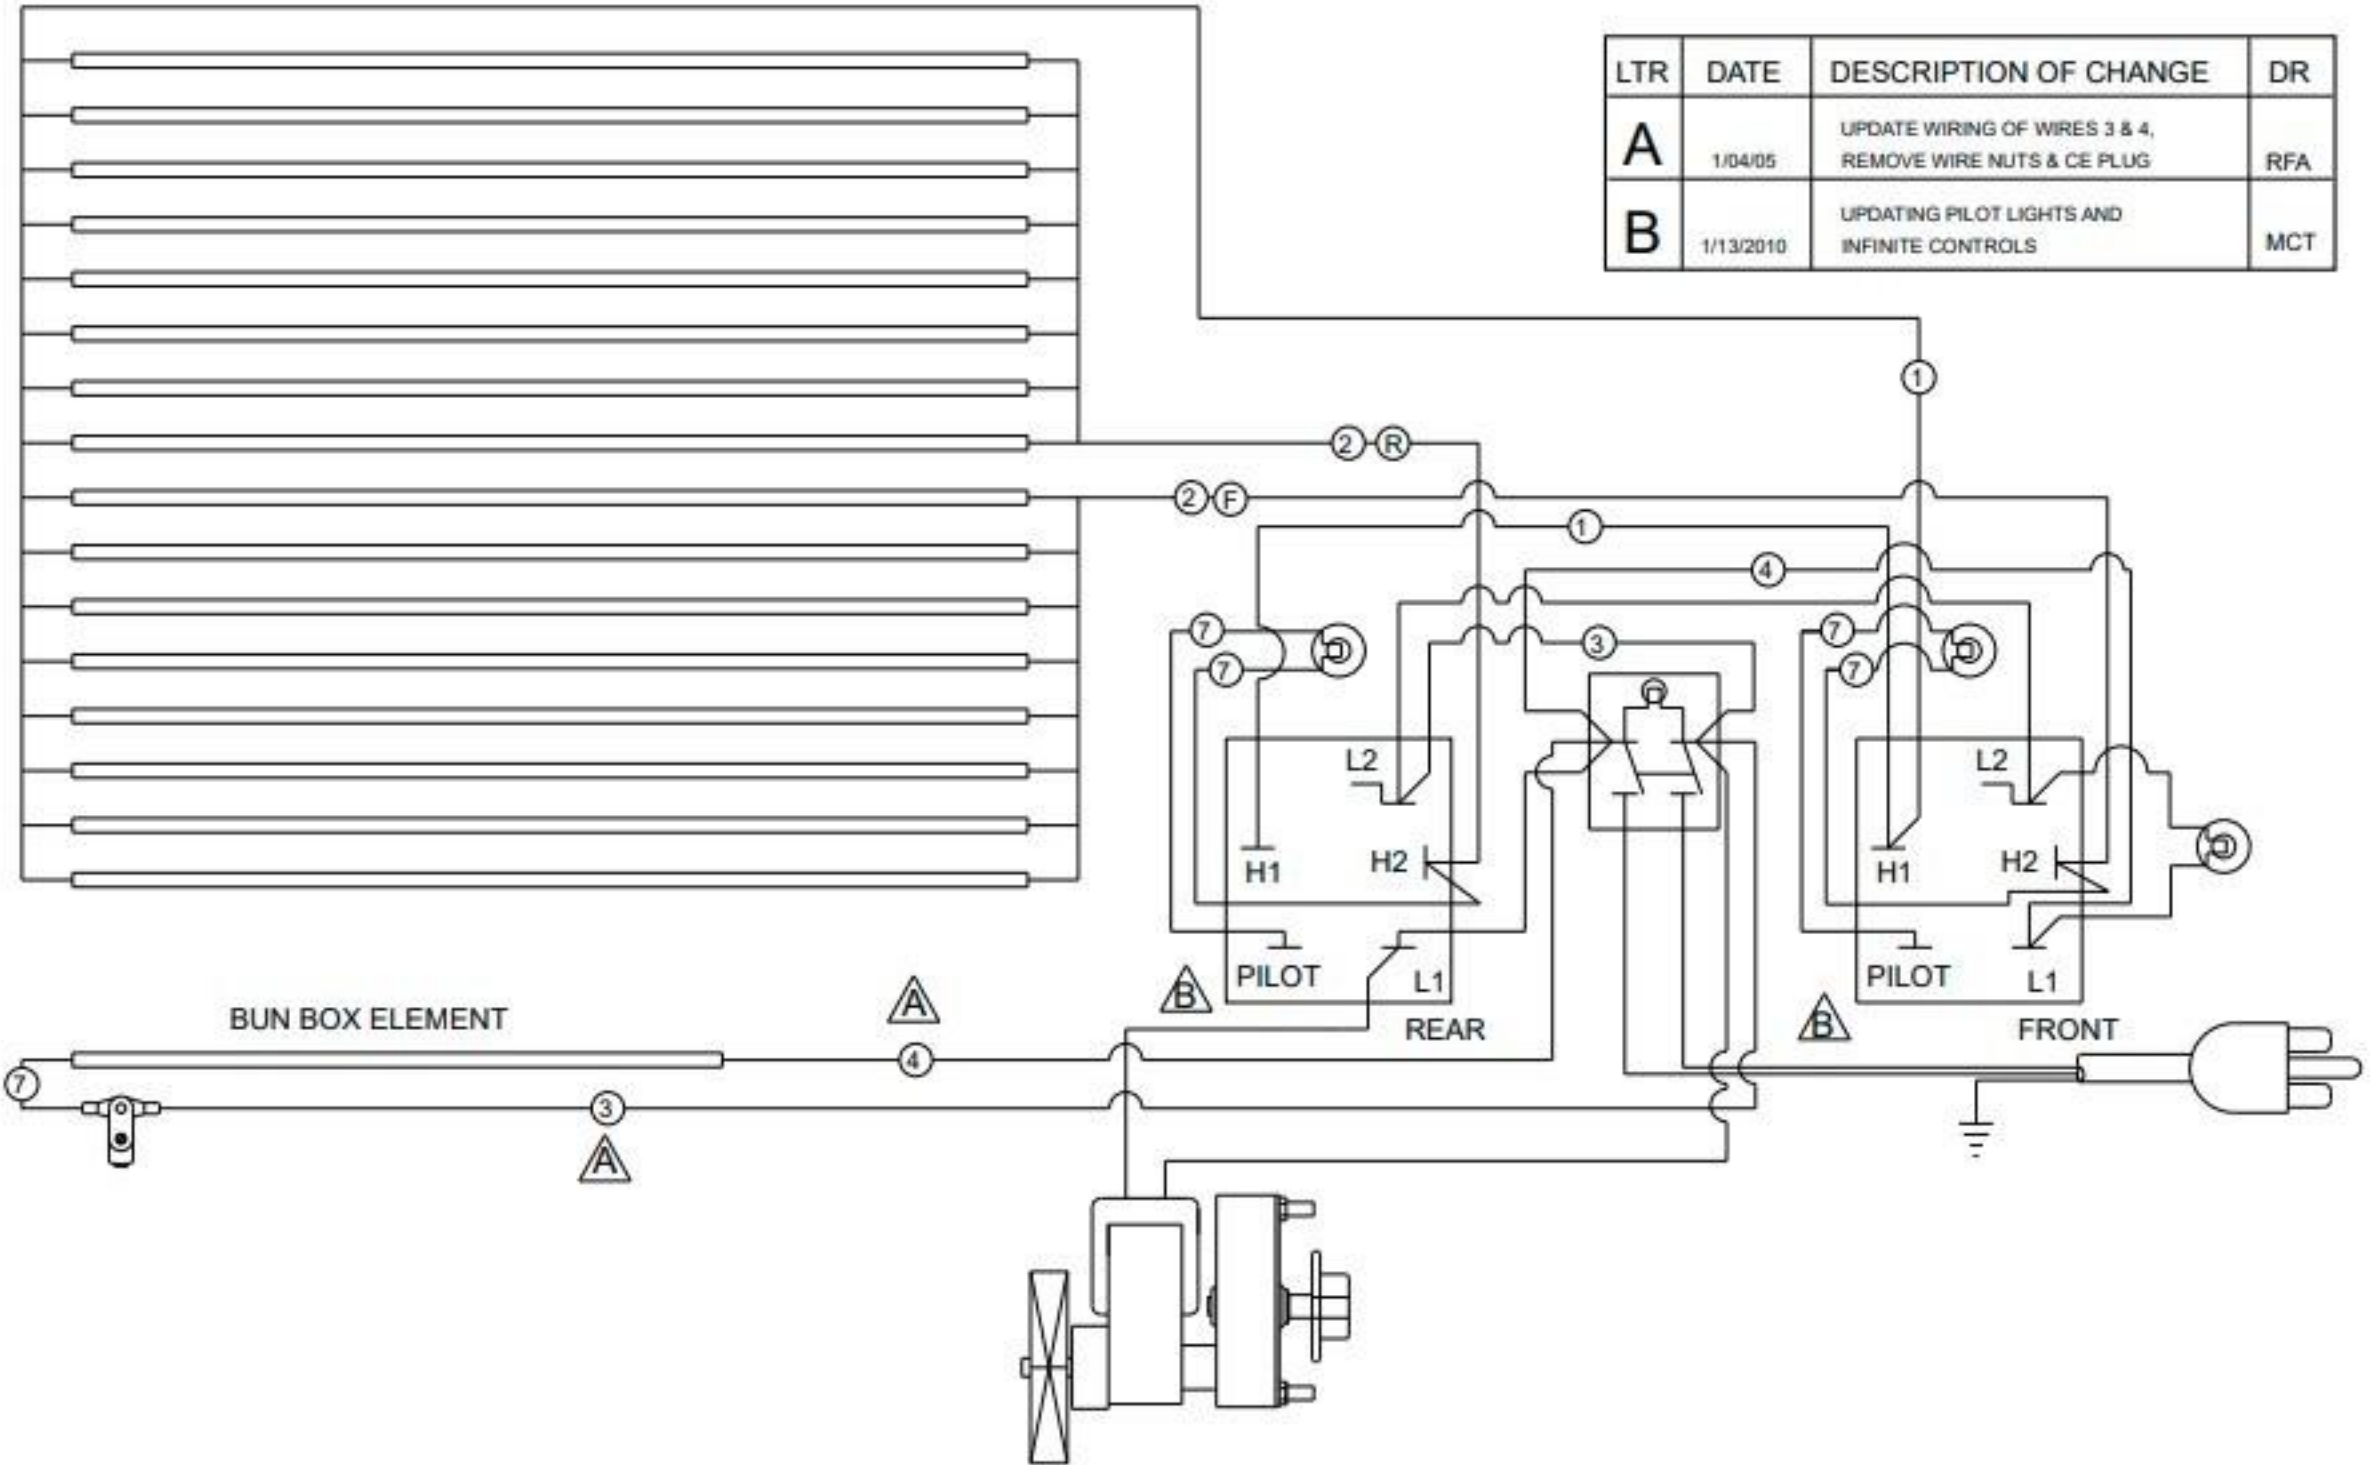 LTR DATE DESCRIPTION OF CHANGE DR
A 1/04/05 UPDATE WIRING OF WIRES 3 & 4,
REMOVE WIRE NUTS & CE PLUG RFA
B 1/13/2010 UPDATING PILOT LIGHTS AND
INFINITE CONTROLS MCT
1
2 R
2 F
1
4
7
3
7
7
7
L2
L2
H1
H2
H1
H2
PILOT
L1
PILOT
L1
A
B
B
BUN BOX ELEMENT
REAR
FRONT
4
7
3
A